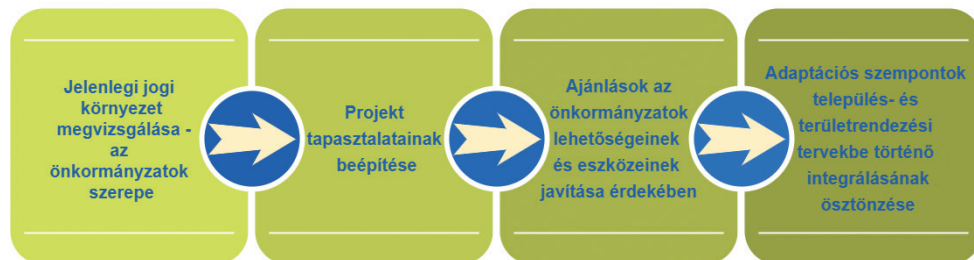 Jelenlegi jogi
környezet
megvizsgálása -
az
önkormányzatok
szerepe
Projekt
tapasztalatainak
beépítése
Ajánlások az
önkormányzatok
lehetőségeinek
és eszközeinek
javítása érdekében
Adaptációs szempontok
település- és
területrendezési
tervekbe történő
integrálásának
ösztönzése